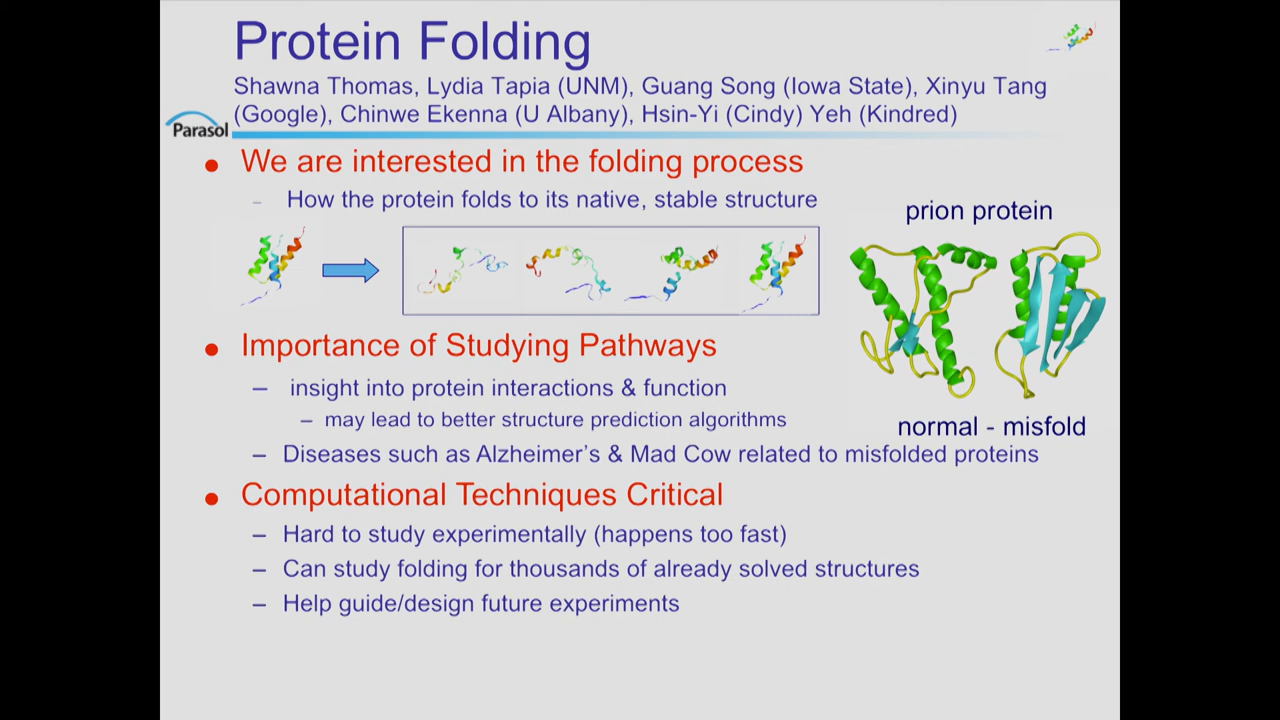 Protein Folding
Shawna Thomas, Lydia Tapia (UNM), Guang Song (Iowa State), Xinyu Tang
(Google), Chinwe Ekenna (U Albany), Hsin-Yi (Cindy) Yeh (Kindred)
Parasol
• We are interested in the folding process
– How the protein folds to its native, stable structure
prion protein
• Importance of Studying Pathways
– insight into protein interactions & function
– may lead to better structure prediction algorithms
normal - misfold
– Diseases such as Alzheimer's & Mad Cow related to misfolded proteins
• Computational Techniques Critical
– Hard to study experimentally (happens too fast)
– Can study folding for thousands of already solved structures
– Help guide/design future experiments